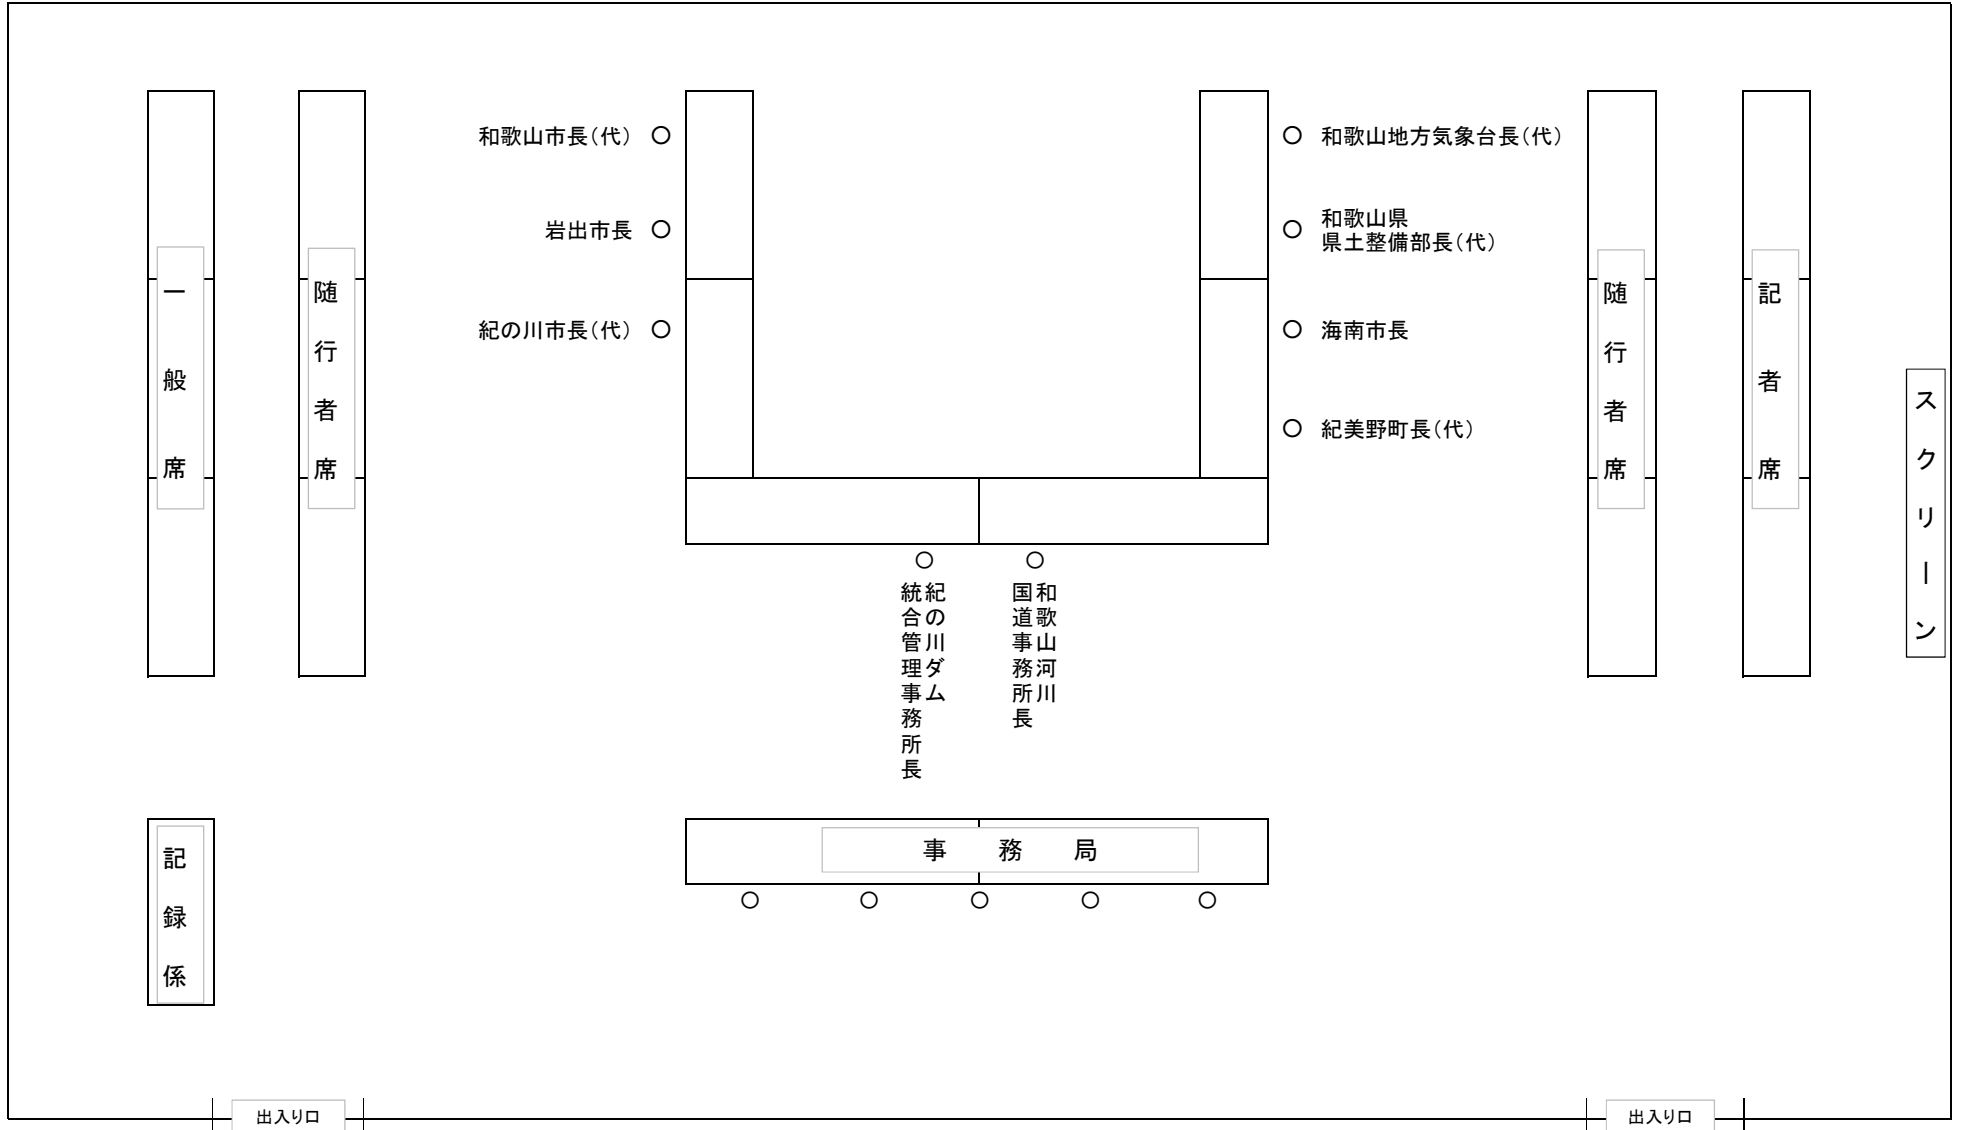 和歌山市長（代）
岩出市長
紀の川市長（代）
和歌山地方気象台長（代）
和歌山県
県土整備部長（代）
海南市長
紀美野町長（代）
一般席
随行者席
随行者席
記者席
スクリーン
紀の川ダム
統合管理事務所長
和歌山河川
国道事務所長
事務局
記録係
出入り口
出入り口